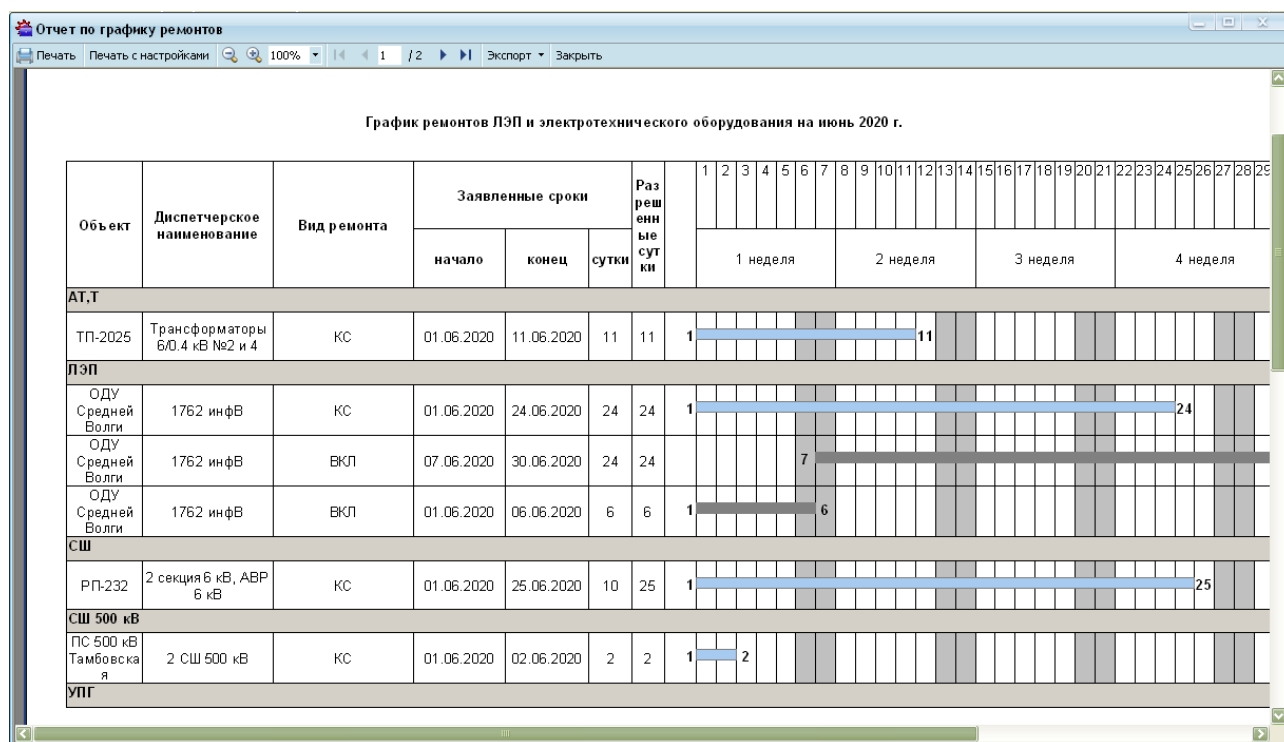 Отчет по графику ремонтов
Печать Печать с настройками 100% 1 / 2 Экспорт Закрыть
График ремонтов ЛЭП и электротехнического оборудования на июнь 2020 г.
Объект
Диспетчерское
наименование
Вид ремонта
Заявленные сроки
начало конец сутки
Раз
реш
енн
ые
сут
ки
1 2 3 4 5 6 7 8 9 10 11 12 13 14 15 16 17 18 19 20 21 22 23 24 25 26 27 28 29
1 неделя 2 неделя 3 неделя 4 неделя
АТ,Т
ТП-2025
Трансформаторы
6/0.4 кВ №2 и 4
КС 01.06.2020 11.06.2020 11 11 1 11
ЛЭП
ОДУ
Средней
Волги
1762 инфВ КС 01.06.2020 24.06.2020 24 24 1 24
ОДУ
Средней
Волги
1762 инфВ ВКЛ 07.06.2020 30.06.2020 24 24 7
ОДУ
Средней
Волги
1762 инфВ ВКЛ 01.06.2020 06.06.2020 6 6 1 6
СШ
РП-232
2 секция 6 кВ, АВР
6 кВ
КС 01.06.2020 25.06.2020 10 25 1 25
СШ 500 кВ
ПС 500 кВ
Тамбовска
я
2 СШ 500 кВ КС 01.06.2020 02.06.2020 2 2 1 2
УПГ